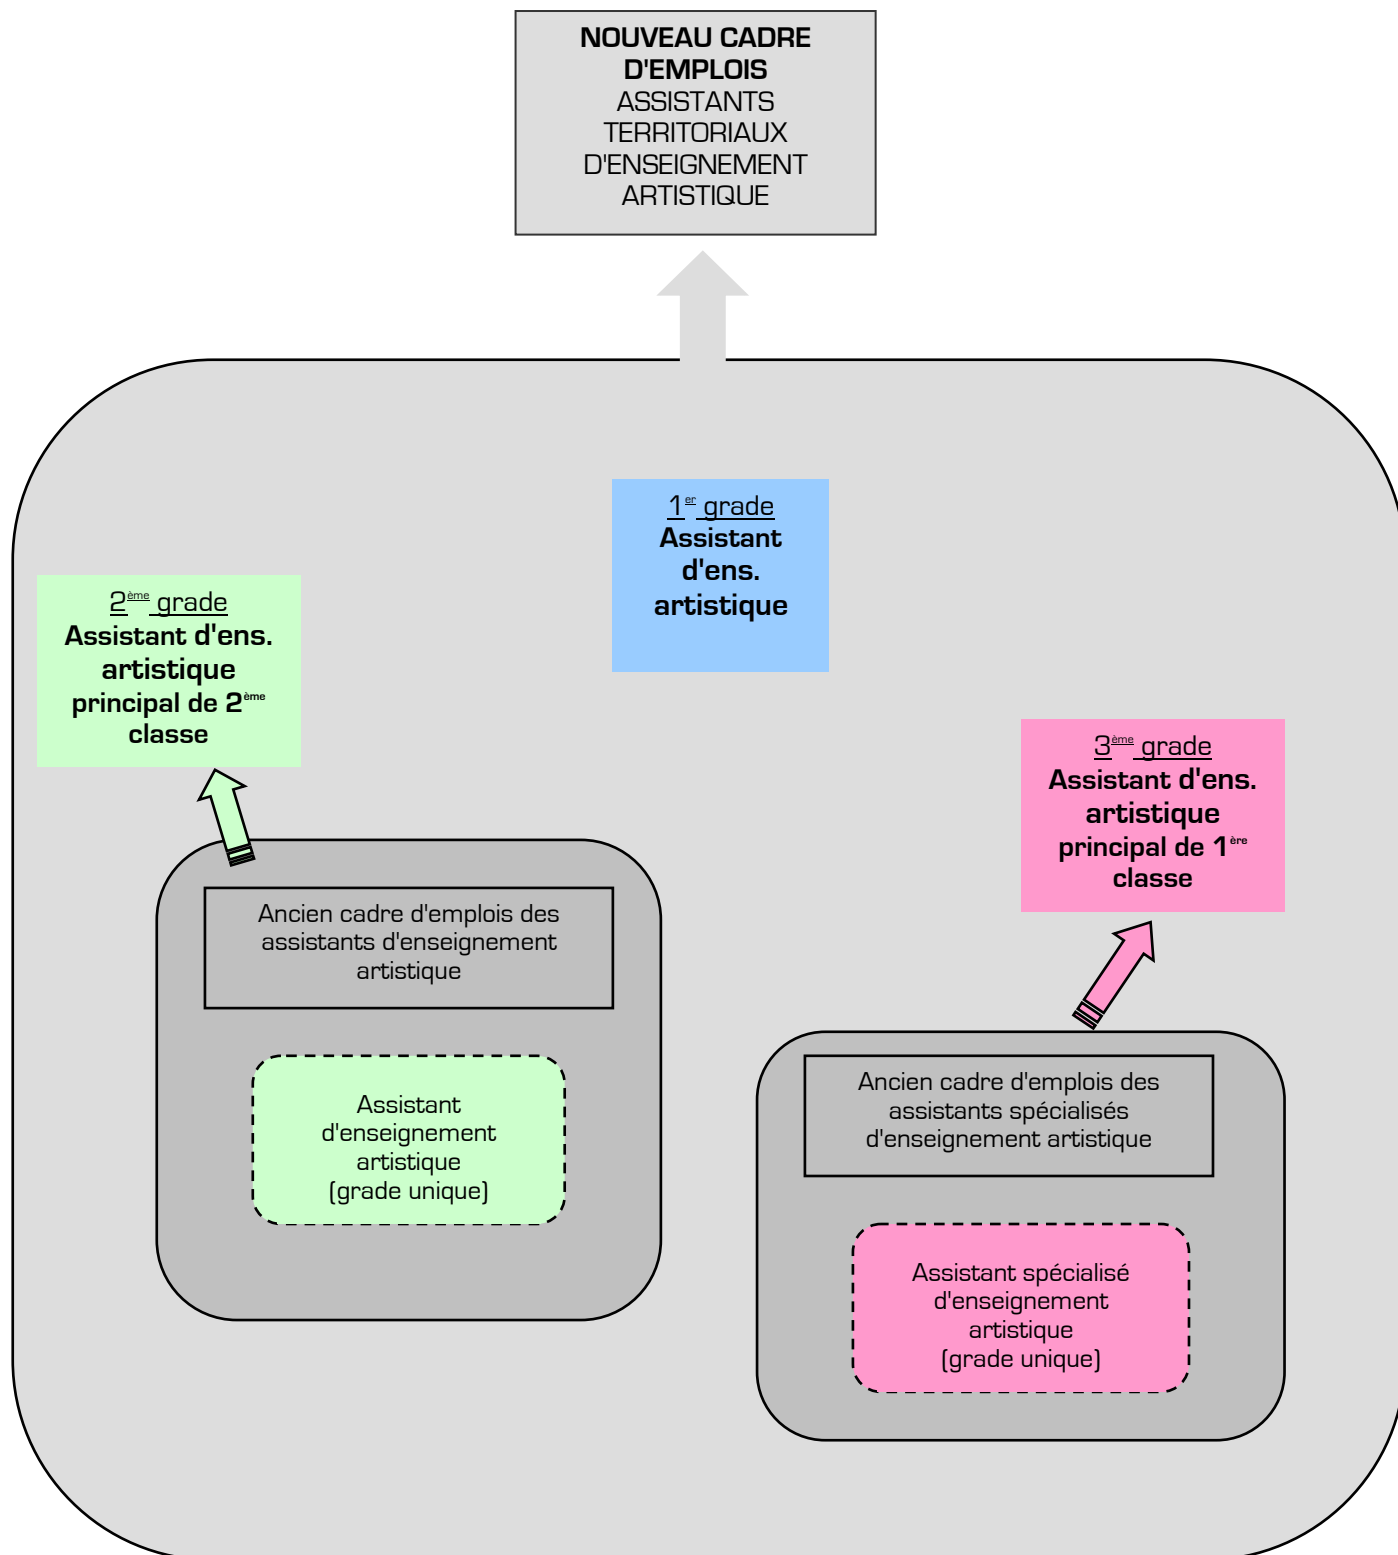 NOUVEAU CADRE
D'EMPLOIS
ASSISTANTS
TERRITORIAUX
D'ENSEIGNEMENT
ARTISTIQUE
1er grade
Assistant
d'ens.
artistique
2ème grade
Assistant d'ens.
artistique
principal de 2ème
classe
3ème grade
Assistant d'ens.
artistique
principal de 1ère
classe
Ancien cadre d'emplois des
assistants d'enseignement
artistique
Assistant
d'enseignement
artistique
(grade unique)
Ancien cadre d'emplois des
assistants spécialisés
d'enseignement artistique
Assistant spécialisé
d'enseignement
artistique
(grade unique)